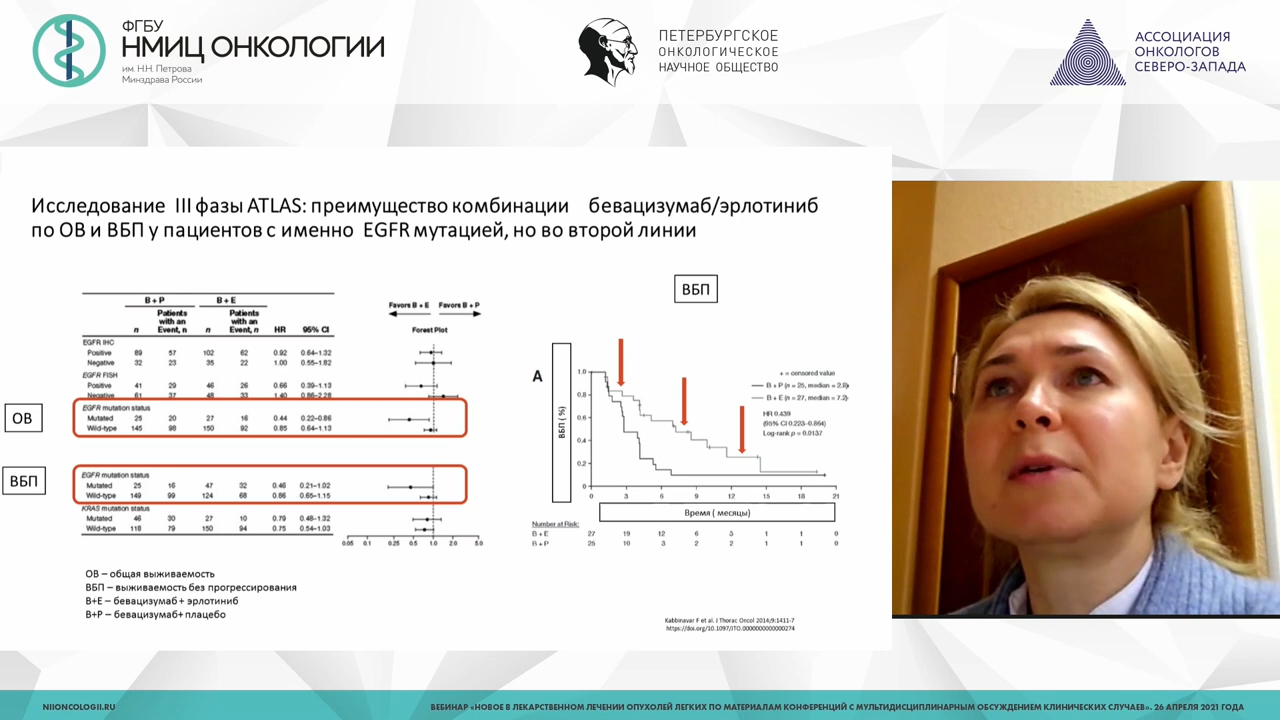 ФГБУ
НМИЦ ОНКОЛОГИИ
им. Н.Н. Петрова
Минздрава России
ПЕТЕРБУРГСКОЕ
ОНКОЛОГИЧЕСКОЕ
НАУЧНОЕ ОБЩЕСТВО
АССОЦИАЦИЯ
ОНКОЛОГОВ
СЕВЕРО-ЗАПАДА
Исследование III фазы ATLAS: преимущество комбинации бевацизумаб/эрлотиниб
по ОВ и ВБП у пациентов с именно EGFR мутацией, но во второй линии
B + P B + E
Patients with an Event, n Patients with an Event, n
n n HR 95% CI
EGFR IHC
Positive 89 57 102 62 0.92 0.64–1.32
Negative 32 23 35 22 1.00 0.55–1.82
EGFR FISH
Positive 41 29 46 26 0.66 0.39–1.13
Negative 61 37 48 33 1.40 0.86–2.28
ОВ
EGFR mutation status
Mutated 25 20 27 16 0.44 0.22–0.86
Wild-type 145 98 150 92 0.85 0.64–1.13
ВБП
EGFR mutation status
Mutated 25 16 47 32 0.46 0.21–1.02
Wild-type 149 99 124 68 0.86 0.65–1.15
KRAS mutation status
Mutated 46 30 27 10 0.79 0.48–1.32
Wild-type 118 79 150 94 0.75 0.54–1.03
Favors B + E Favors B + P
Forest Plot
0.05 0.1 0.25 0.5 1.0 2.0 5.0
ВБП
A
ВБП ( %)
1.0
0.8
0.6
0.4
0.2
0
0 3 6 9 12 15 18 21
+ = censored value
B + P (n = 25, median = 2.8)
B + E (n = 27, median = 7.2)
HR 0.439
(95% CI 0.223–0.864)
Log-rank p = 0.0137
Время ( месяцы)
Number at Risk:
B + E 27 19 12 6 5 1 1 0
B + P 25 10 3 2 2 1 1 0
ОВ – общая выживаемость
ВБП – выживаемость без прогрессирования
B+E – бевацизумаб + эрлотиниб
B+P – бевацизумаб+ плацебо
Kabbinavar F et al. J Thorac Oncol 2014;9:1411-7
https://doi.org/10.1097/JTO.0000000000000274
NIIONCOLOGII.RU
ВЕБИНАР «НОВОЕ В ЛЕКАРСТВЕННОМ ЛЕЧЕНИИ ОПУХОЛЕЙ ЛЕГКИХ ПО МАТЕРИАЛАМ КОНФЕРЕНЦИЙ С МУЛЬТИДИСЦИПЛИНАРНЫМ ОБСУЖДЕНИЕМ КЛИНИЧЕСКИХ СЛУЧАЕВ». 26 АПРЕЛЯ 2021 ГОДА